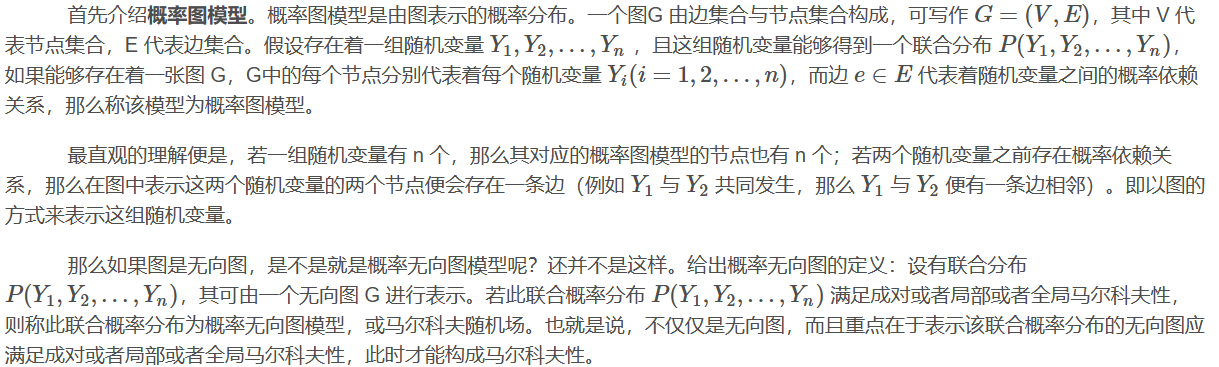 首先介绍概率图模型。概率图模型是由图表示的概率分布。一个图G 由边集合与节点集合构成，可写作 G = (V, E)，其中 V 代
表节点集合，E 代表边集合。假设存在着一组随机变量 Y₁, Y₂, …, Yₙ ，且这组随机变量能够得到一个联合分布 P(Y₁, Y₂, …, Yₙ)，
如果能够存在着一张图 G，G中的每个节点分别代表着每个随机变量 Yᵢ(i = 1, 2, …, n)，而边 e ∈ E 代表着随机变量之间的概率依赖
关系，那么称该模型为概率图模型。
最直观的理解便是，若一组随机变量有 n 个，那么其对应的概率图模型的节点也有 n 个；若两个随机变量之前存在概率依赖关
系，那么在图中表示这两个随机变量的两个节点便会存在一条边（例如 Y₁ 与 Y₂ 共同发生，那么 Y₁ 与 Y₂ 便有一条边相邻）。即以图的
方式来表示这组随机变量。
那么如果图是无向图，是不是就是概率无向图模型呢？还并不是这样。给出概率无向图的定义：设有联合分布
P(Y₁, Y₂, …, Yₙ)，其可由一个无向图 G 进行表示。若此联合概率分布 P(Y₁, Y₂, …, Yₙ) 满足成对或者局部或者全局马尔科夫性，
则称此联合概率分布为概率无向图模型，或马尔科夫随机场。也就是说，不仅仅是无向图，而且重点在于表示该联合概率分布的无向图应
满足成对或者局部或者全局马尔科夫性，此时才能构成马尔科夫性。